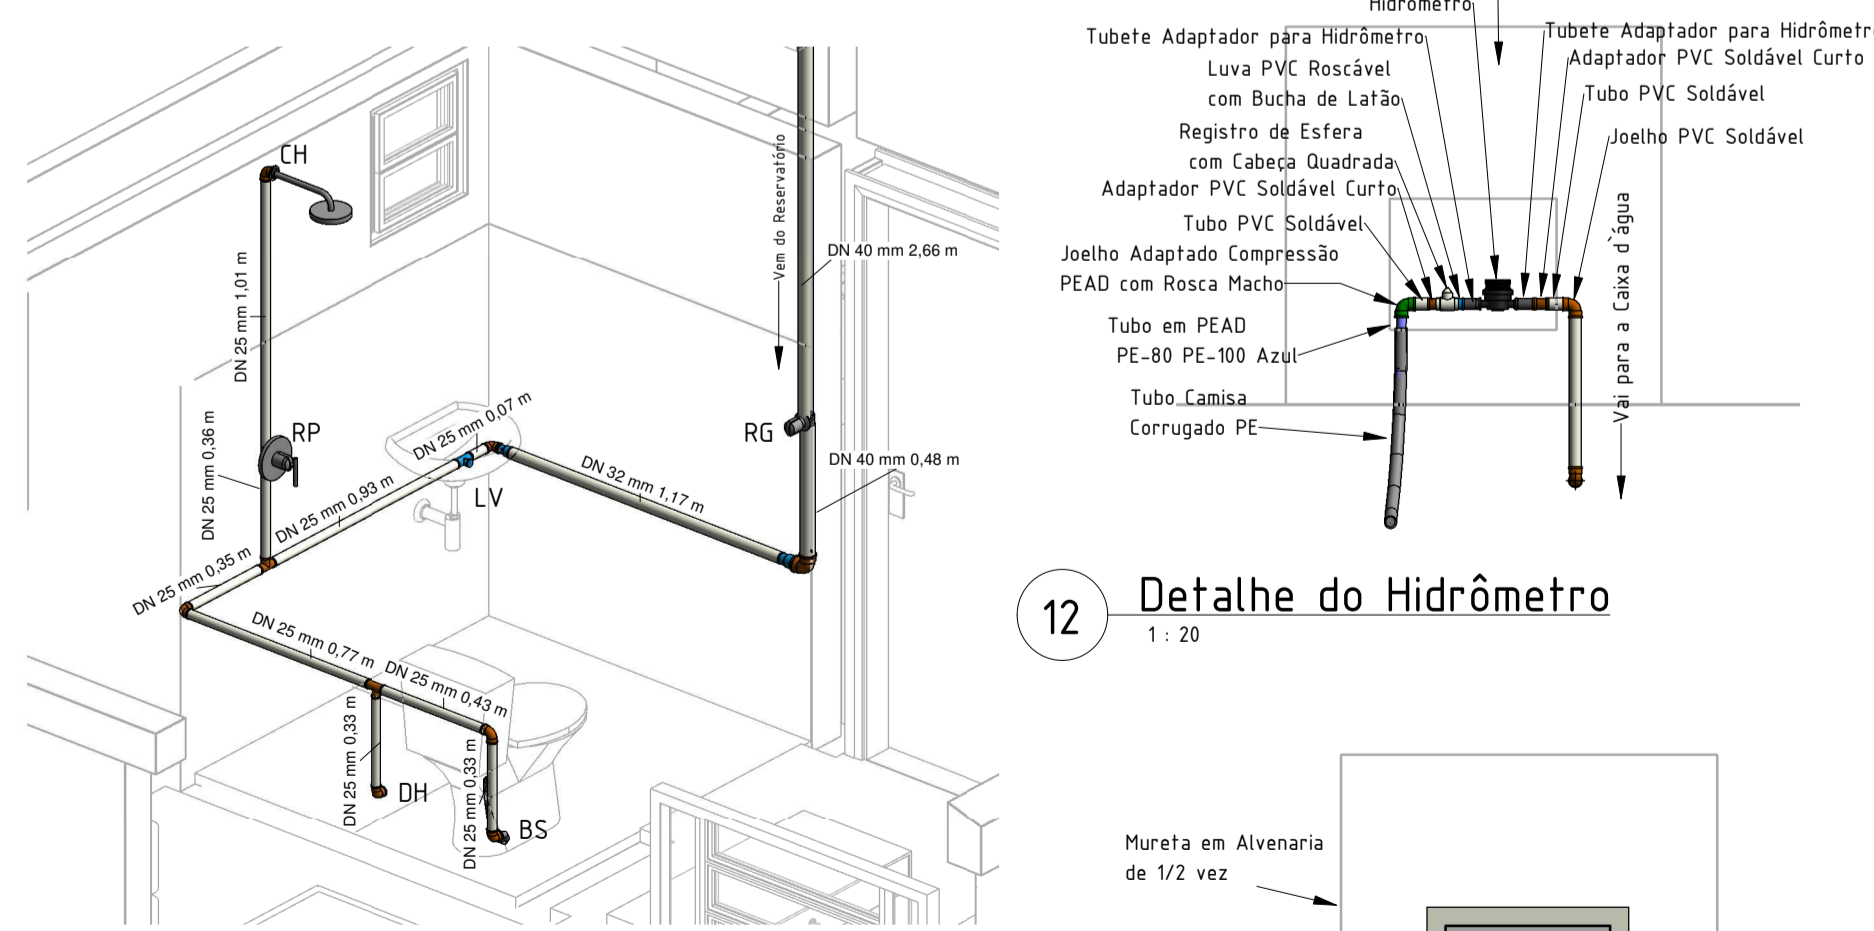 CH
DN 25 mm 1,01 m
Vem do Reservatório
DN 40 mm 2,66 m
DN 25 mm 0,36 m
RP
DN 25 mm 0,07 m
RG
DN 40 mm 0,48 m
DN 32 mm 1,17 m
LV
DN 25 mm 0,93 m
DN 25 mm 0,35 m
DN 25 mm 0,77 m
DN 25 mm 0,43 m
DN 25 mm 0,33 m
DH
DN 25 mm 0,33 m
BS
Hidrômetro
Tubete Adaptador para Hidrômetro
Luva PVC Roscável
com Bucha de Latão
Registro de Esfera
com Cabeça Quadrada
Adaptador PVC Soldável Curto
Tubo PVC Soldável
Joelho Adaptado Compressão
PEAD com Rosca Macho
Tubo em PEAD
PE-80 PE-100 Azul
Tubo Camisa
Corrugado PE
Tubete Adaptador para Hidrômetr
Adaptador PVC Soldável Curto
Tubo PVC Soldável
Joelho PVC Soldável
Vai para a Caixa d`água
12
Detalhe do Hidrômetro
1 : 20
Mureta em Alvenaria
de 1/2 vez